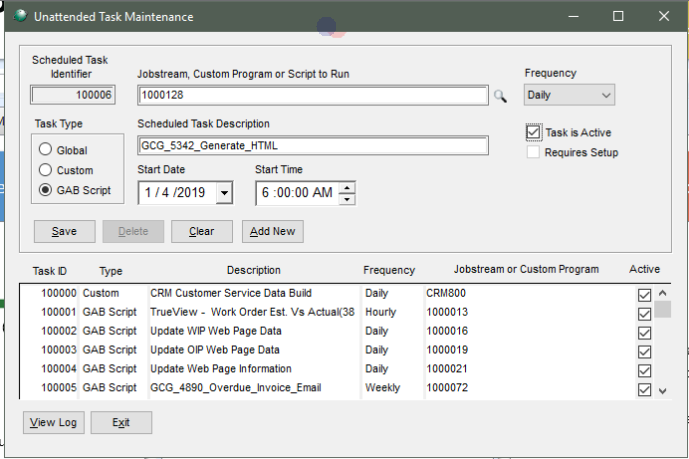 Unattended Task Maintenance
Scheduled Task Identifier
Jobstream, Custom Program or Script to Run
Frequency
100006
1000128
Daily
Task Type
Scheduled Task Description
Task is Active
Global
GCG_5342_Generate_HTML
Requires Setup
Custom
Start Date
Start Time
GAB Script
1 / 4 /2019
6 :00:00 AM
Save
Delete
Clear
Add New
Task ID Type Description Frequency Jobstream or Custom Program Active
100000 Custom CRM Customer Service Data Build Daily CRM800
100001 GAB Script TrueView - Work Order Est. Vs Actual(38 Hourly 1000013
100002 GAB Script Update WIP Web Page Data Daily 1000016
100003 GAB Script Update OIP Web Page Data Daily 1000019
100004 GAB Script Update Web Page Information Daily 1000021
100005 GAB Script GCG_4890_Overdue_Invoice_Email Weekly 1000072
View Log
Exit